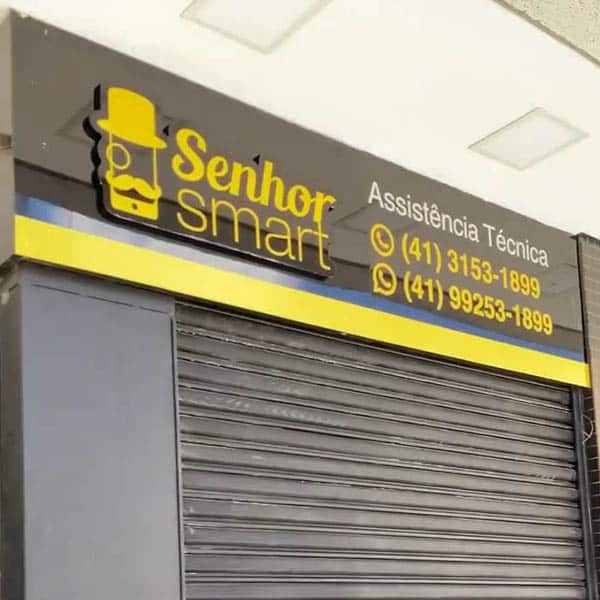 Senhor
smart
Assistência Técnica
(41) 3153-1899
(41) 99253-1899